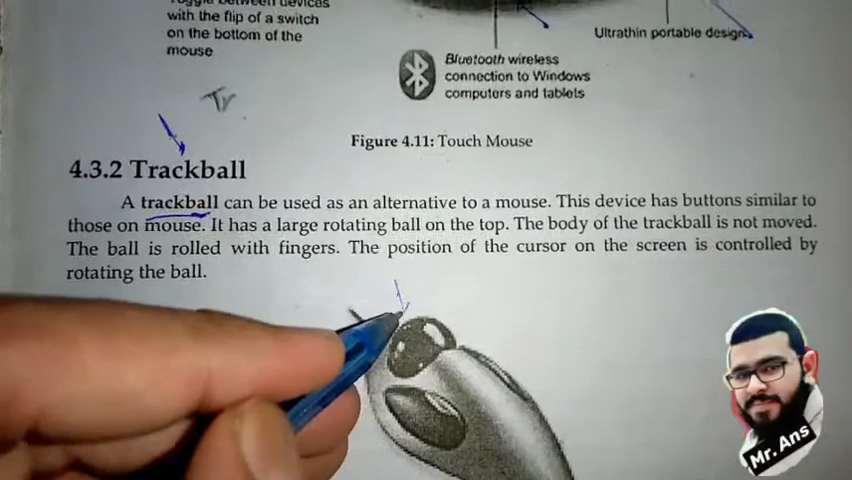 Toggle between devices
with the flip of a switch
on the bottom of the
mouse
Ultrathin portable design
Bluetooth wireless
connection to Windows
computers and tablets
Tr
Figure 4.11: Touch Mouse
4.3.2 Trackball
A trackball can be used as an alternative to a mouse. This device has buttons similar to
those on mouse. It has a large rotating ball on the top. The body of the trackball is not moved.
The ball is rolled with fingers. The position of the cursor on the screen is controlled by
rotating the ball.
Mr. Ans